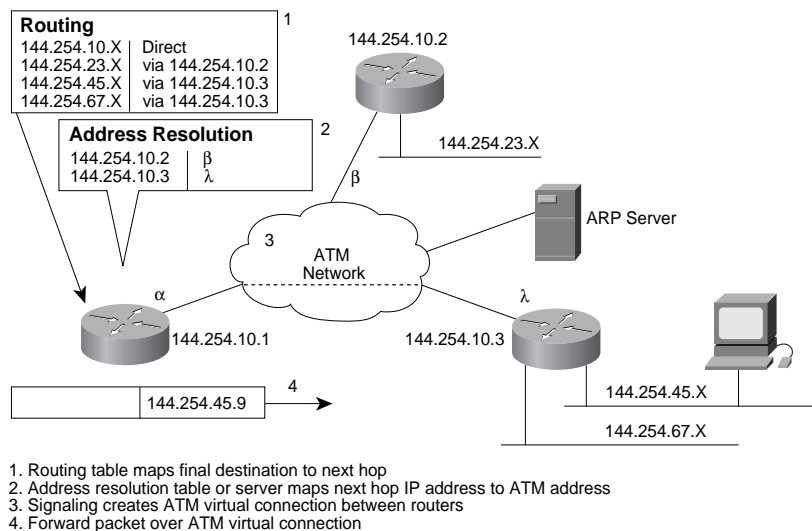 Routing
1
144.254.10.X Direct
144.254.23.X via 144.254.10.2
144.254.45.X via 144.254.10.3
144.254.67.X via 144.254.10.3
144.254.10.2
Address Resolution
2
144.254.10.2 β
144.254.10.3 λ
144.254.23.X
β
ARP Server
3
ATM
Network
α
λ
144.254.10.1
144.254.10.3
144.254.45.9
4
144.254.45.X
144.254.67.X
1. Routing table maps final destination to next hop
2. Address resolution table or server maps next hop IP address to ATM address
3. Signaling creates ATM virtual connection between routers
4. Forward packet over ATM virtual connection